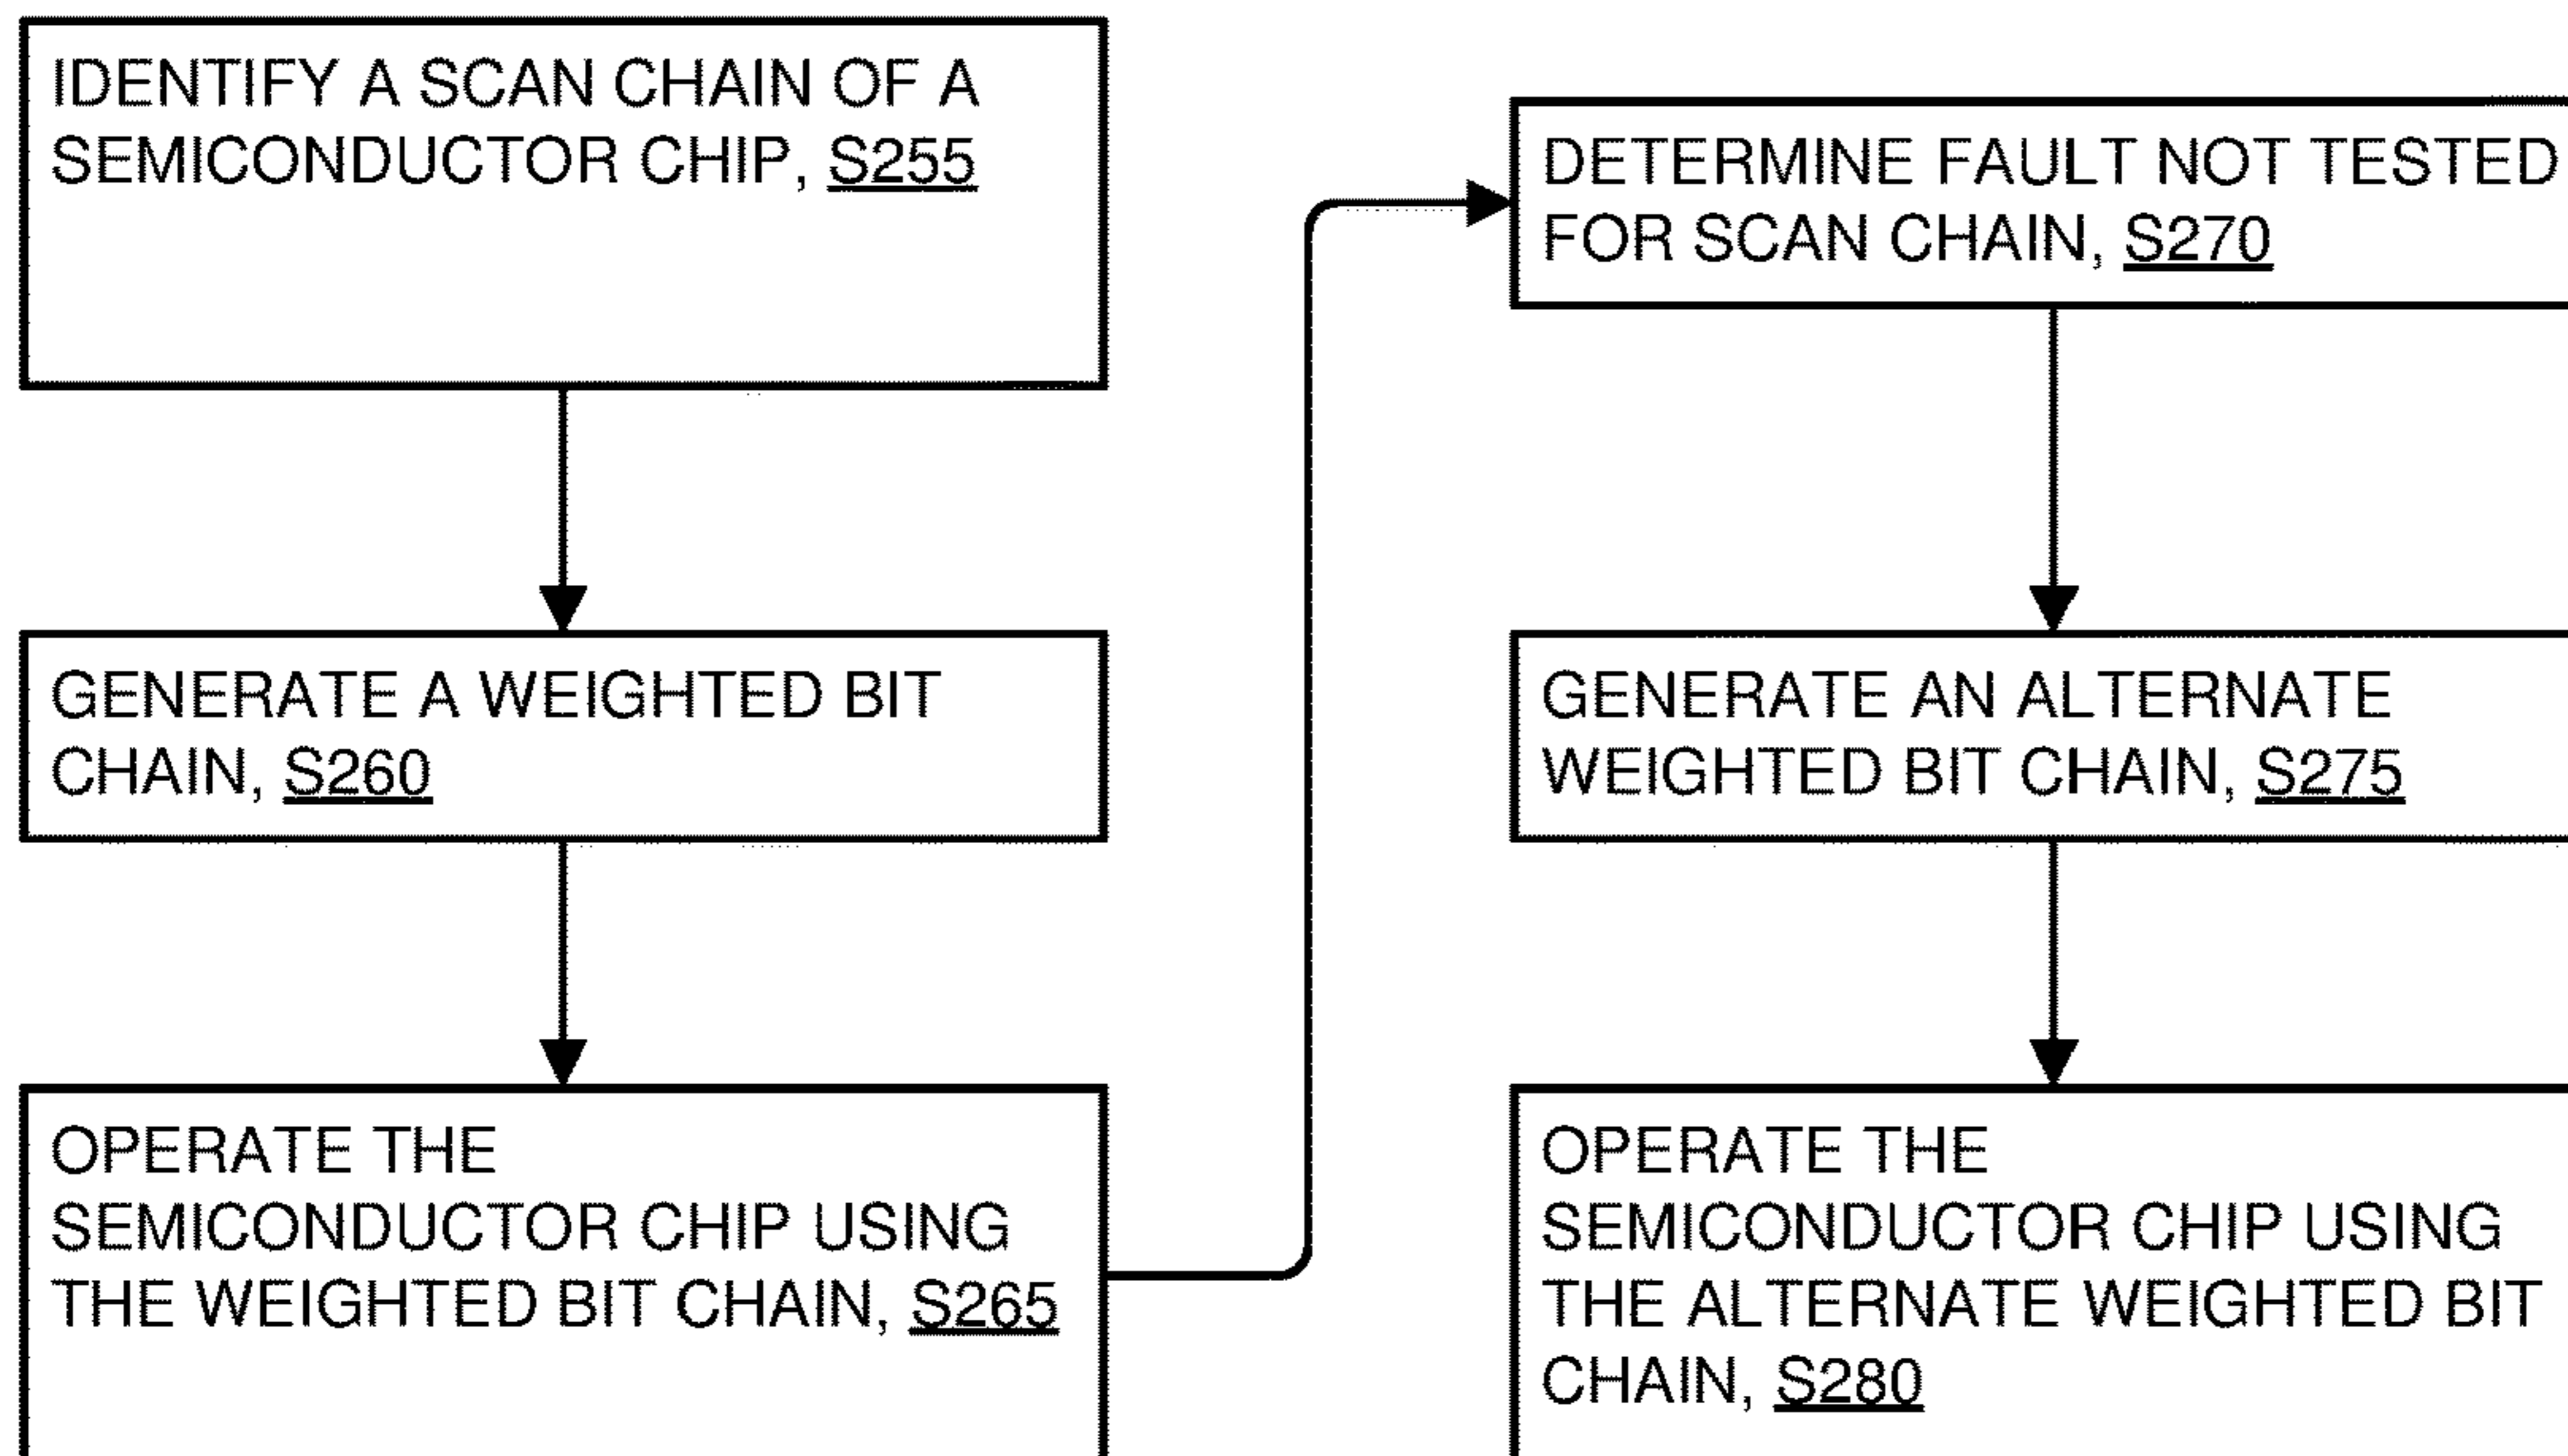 IDENTIFY A SCAN CHAIN OF A
SEMICONDUCTOR CHIP, S255
GENERATE A WEIGHTED BIT
CHAIN, S260
OPERATE THE
SEMICONDUCTOR CHIP USING
THE WEIGHTED BIT CHAIN, S265
DETERMINE FAULT NOT TESTED
FOR SCAN CHAIN, S270
GENERATE AN ALTERNATE
WEIGHTED BIT CHAIN, S275
OPERATE THE
SEMICONDUCTOR CHIP USING
THE ALTERNATE WEIGHTED BIT
CHAIN, S280